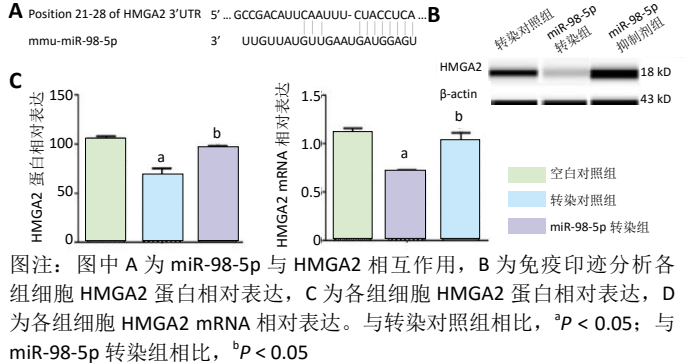 A Position 21-28 of HMGA2 3’UTR 5’ … GCCGACAUUCAAUUU- CUACCUCA …
mmu-miR-98-5p 3’ UUGUUAUGUUGAAUGAUGGAGU
B
转染对照组
miR-98-5p
转染组
miR-98-5p
抑制剂组
HMGA2
18 kD
β-actin
43 kD
C
HMGA2 蛋白相对表达
150
100
50
0
a
b
HMGA2 mRNA 相对表达
1.5
1.0
0.5
0
a
b
空白对照组
转染对照组
miR-98-5p 转染组
图注：图中 A 为 miR-98-5p 与 HMGA2 相互作用，B 为免疫印迹分析各
组细胞 HMGA2 蛋白相对表达，C 为各组细胞 HMGA2 蛋白相对表达，D
为各组细胞 HMGA2 mRNA 相对表达。与转染对照组相比，ᵃP < 0.05；与
miR-98-5p 转染组相比，ᵇP < 0.05